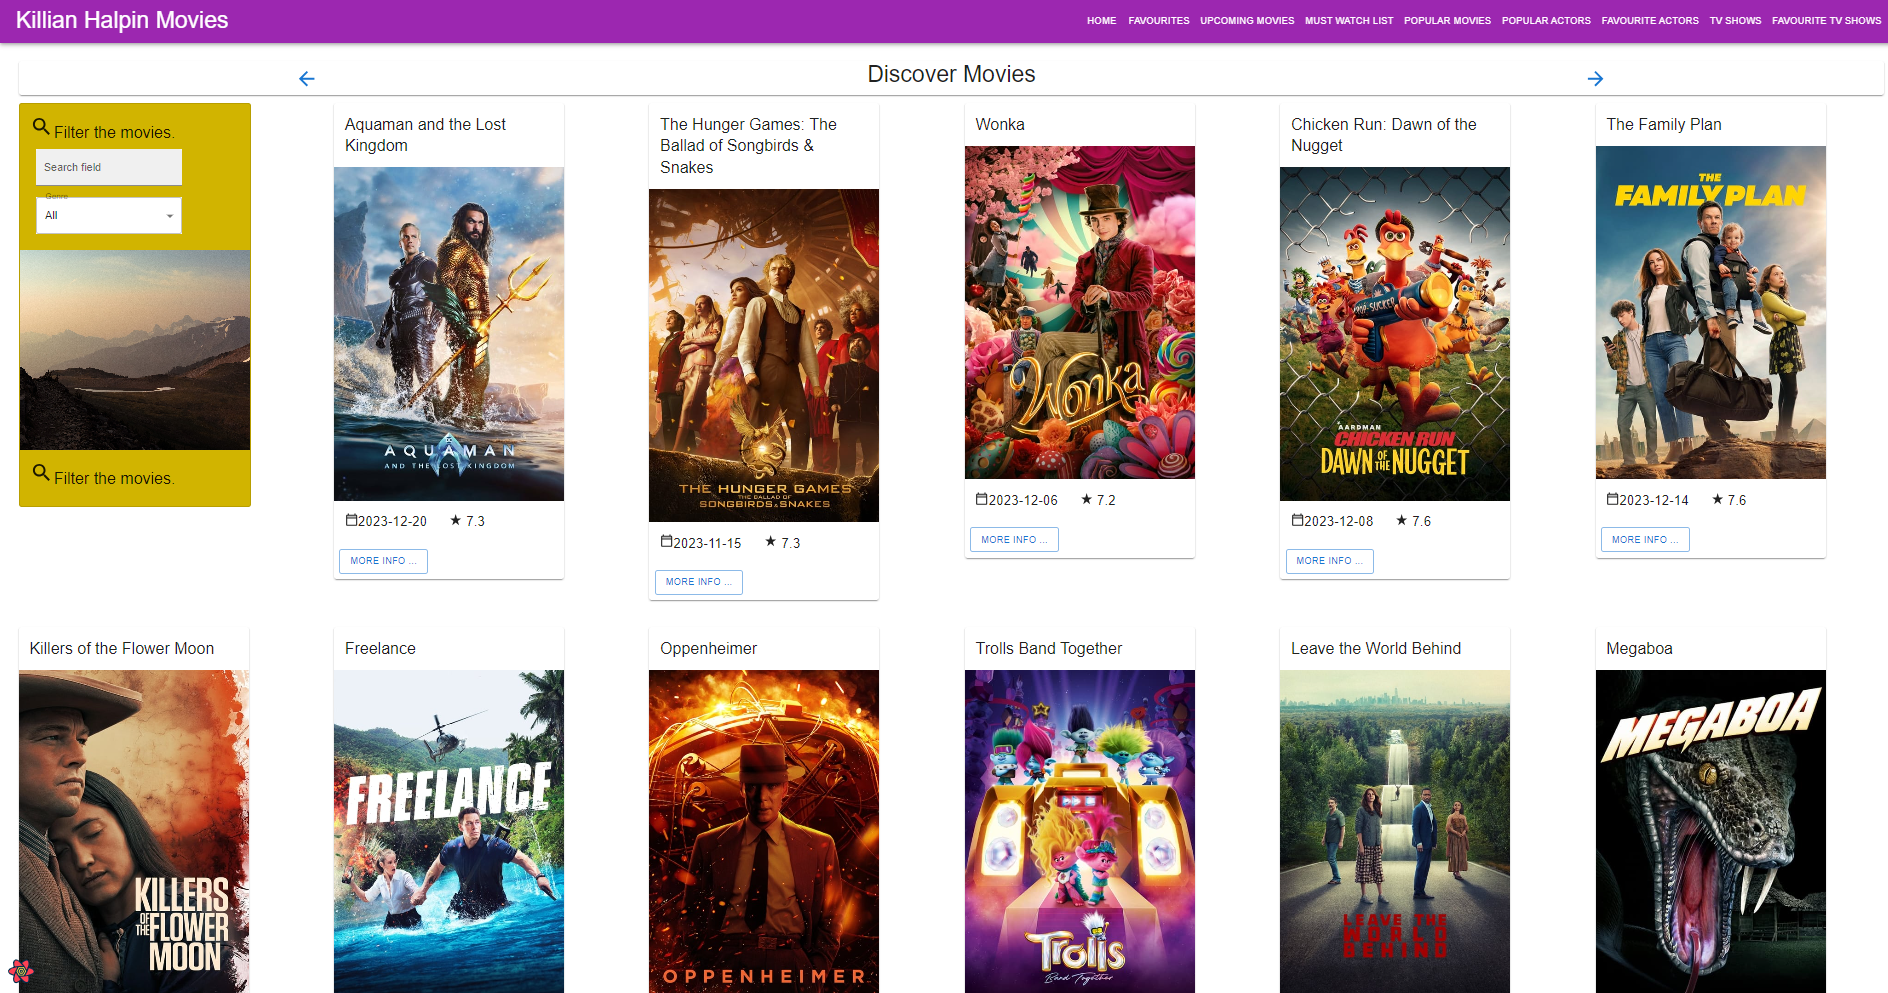 Killian Halpin Movies
HOME FAVOURITES UPCOMING MOVIES MUST WATCH LIST POPULAR MOVIES POPULAR ACTORS FAVOURITE ACTORS TV SHOWS FAVOURITE TV SHOWS
Discover Movies
Filter the movies.
Search field
Genre
All
Filter the movies.
Aquaman and the Lost
Kingdom
AQUAMAN
AND THE LOST KINGDOM
2023-12-20 7.3
MORE INFO ...
The Hunger Games: The
Ballad of Songbirds &
Snakes
THE HUNGER GAMES
THE BALLAD OF
SONGBIRDS & SNAKES
2023-11-15 7.3
MORE INFO ...
Wonka
Wonka
2023-12-06 7.2
MORE INFO ...
Chicken Run: Dawn of the
Nugget
POP-SUCKER
AARDMAN
CHICKEN RUN
DAWN OF THE NUGGET
2023-12-08 7.6
MORE INFO ...
The Family Plan
THE
FAMILY PLAN
2023-12-14 7.6
MORE INFO ...
Killers of the Flower Moon
KILLERS
OF THE FLOWER
MOON
Freelance
FREELANCE
Oppenheimer
OPPENHEIMER
Trolls Band Together
Trolls
Band Together
Leave the World Behind
LEAVE THE
WORLD
BEHIND
Megaboa
MEGABOA